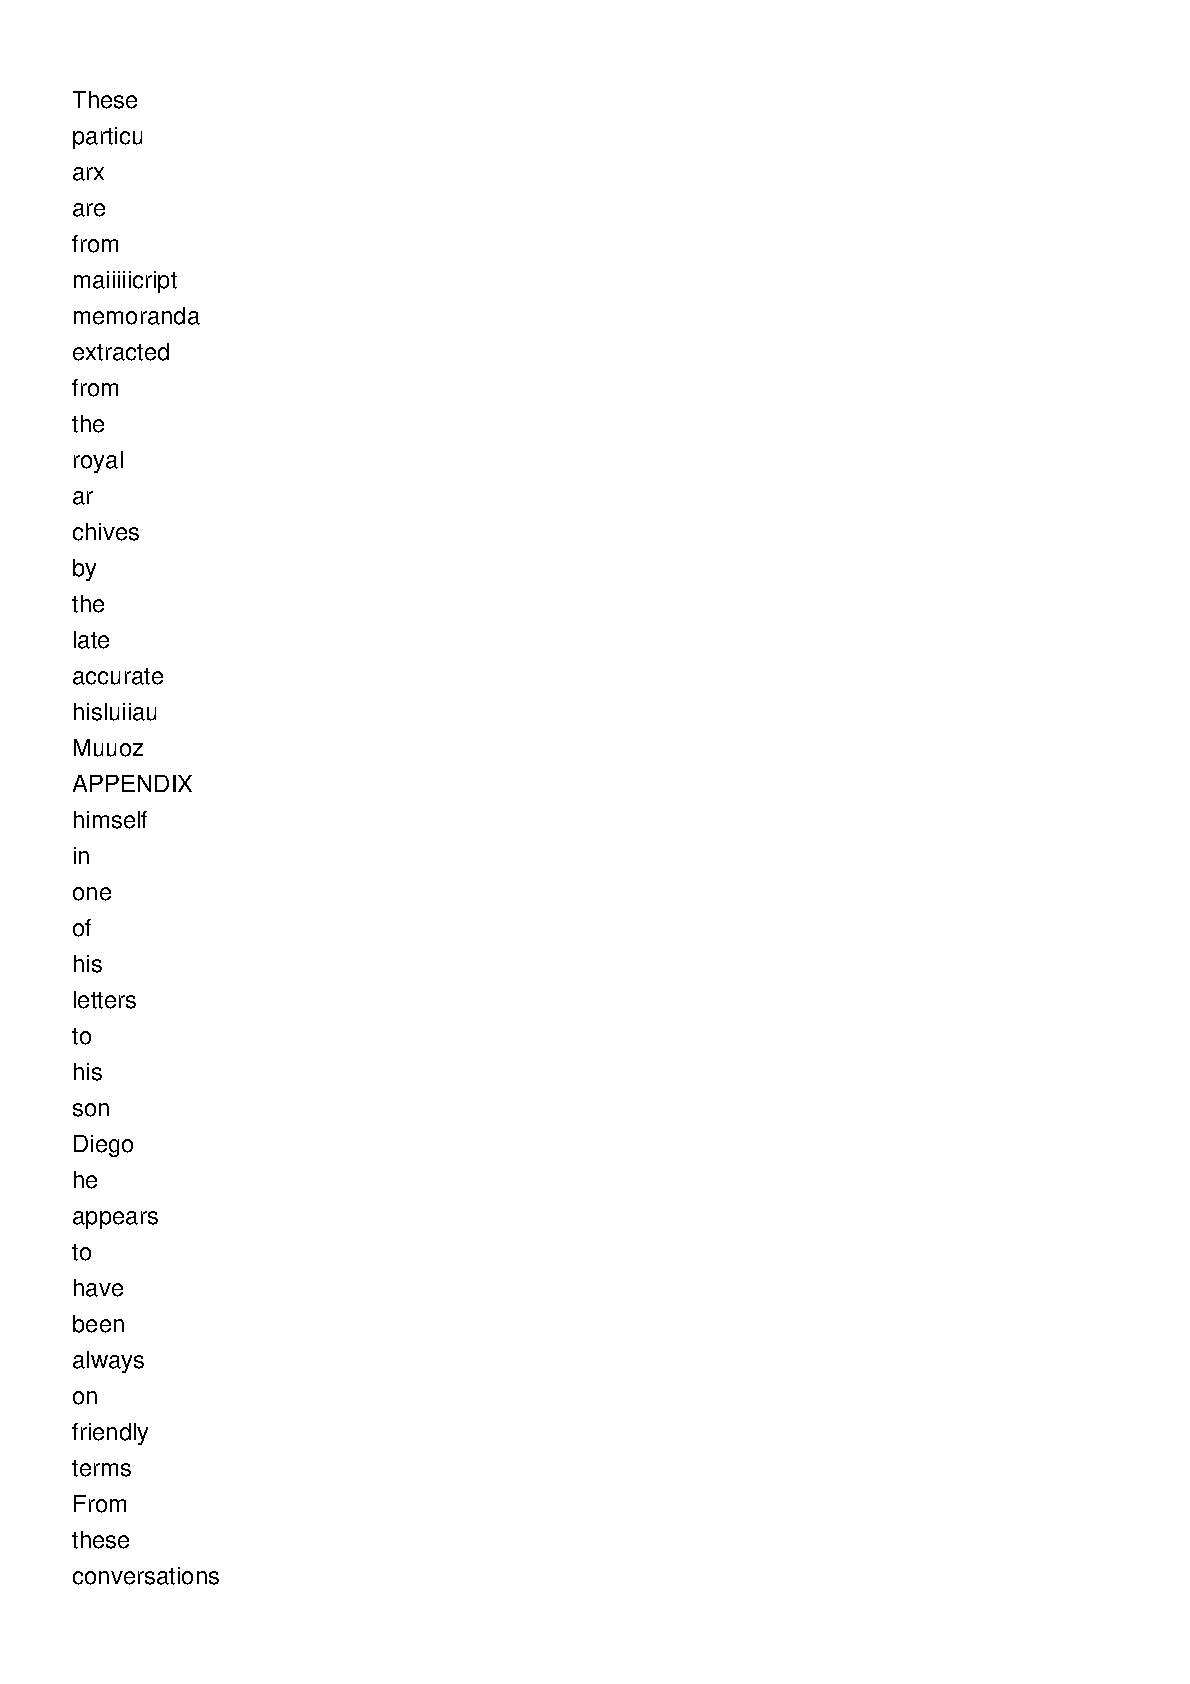 These
particu
arx
are
from
maiiiiicript
memoranda
extracted
from
the
royal
ar
chives
by
the
late
accurate
hisluiiau
Muuoz
APPENDIX
himself
in
one
of
his
letters
to
his
son
Diego
he
appears
to
have
been
always
on
friendly
terms
From
these
conversations